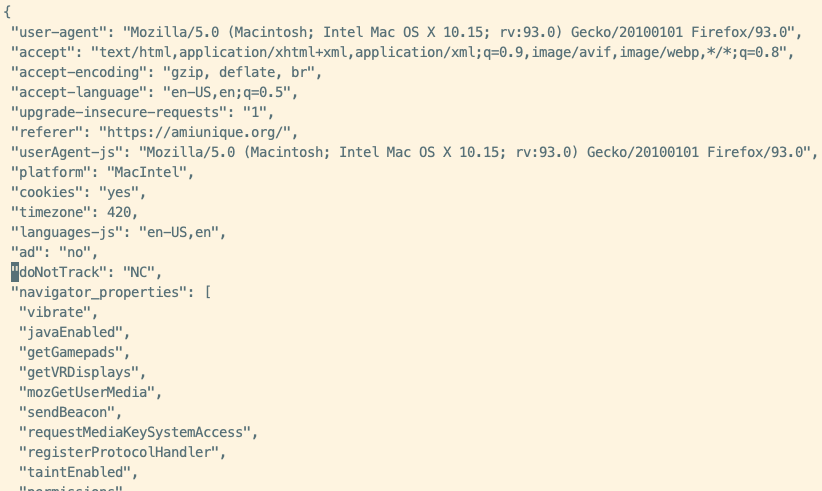 {
"user-agent": "Mozilla/5.0 (Macintosh; Intel Mac OS X 10.15; rv:93.0) Gecko/20100101 Firefox/93.0",
"accept": "text/html,application/xhtml+xml,application/xml;q=0.9,image/avif,image/webp,*/*;q=0.8",
"accept-encoding": "gzip, deflate, br",
"accept-language": "en-US,en;q=0.5",
"upgrade-insecure-requests": "1",
"referer": "https://amiunique.org/",
"userAgent-js": "Mozilla/5.0 (Macintosh; Intel Mac OS X 10.15; rv:93.0) Gecko/20100101 Firefox/93.0",
"platform": "MacIntel",
"cookies": "yes",
"timezone": 420,
"languages-js": "en-US,en",
"ad": "no",
"doNotTrack": "NC",
"navigator_properties": [
"vibrate",
"javaEnabled",
"getGamepads",
"getVRDisplays",
"mozGetUserMedia",
"sendBeacon",
"requestMediaKeySystemAccess",
"registerProtocolHandler",
"taintEnabled",
"permissions"